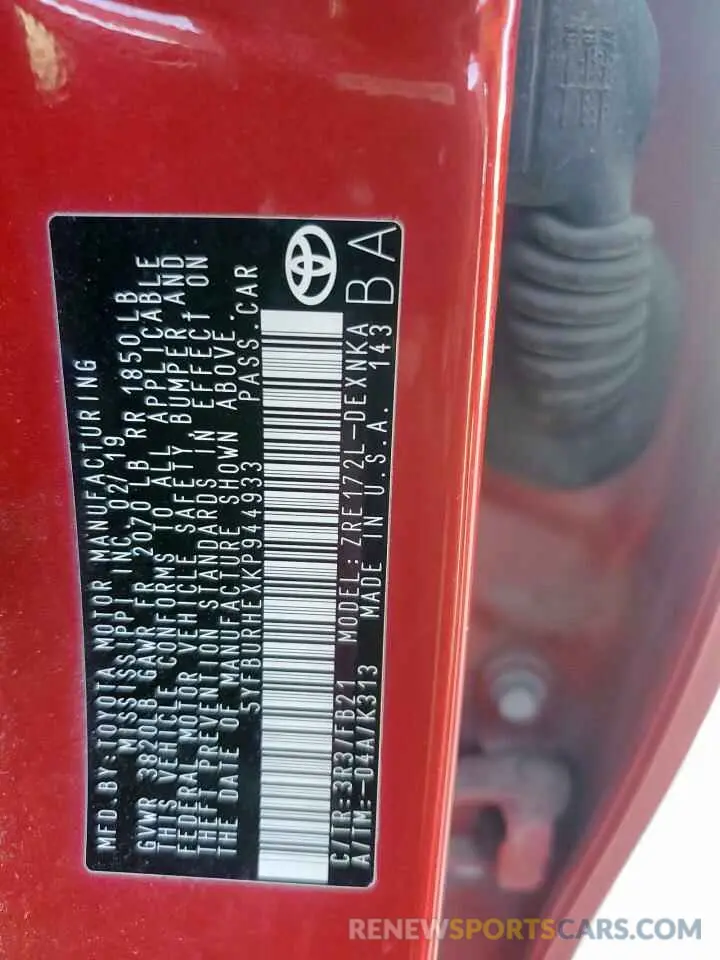 MFD.BY:TOYOTA MOTOR MANUFACTURING
MISSISSIPPI INC. 02/19
GVWR 3820LB GAWR FR 2070 LB RR 1850 LB
THIS VEHICLE CONFORMS TO ALL APPLICABLE
FEDERAL MOTOR VEHICLE SAFETY, BUMPER AND
THEFT PREVENTION STANDARDS IN EFFECT ON
THE DATE OF MANUFACTURE SHOWN ABOVE.
5YFBURHEXKP944933 PASS.CAR
C/TR:3R3/FB21 MODEL:ZRE172L-DEXNKA
A/TM:-04A/K313 MADE IN U.S.A. 143
BA
RENEWSPORTSCARS.COM